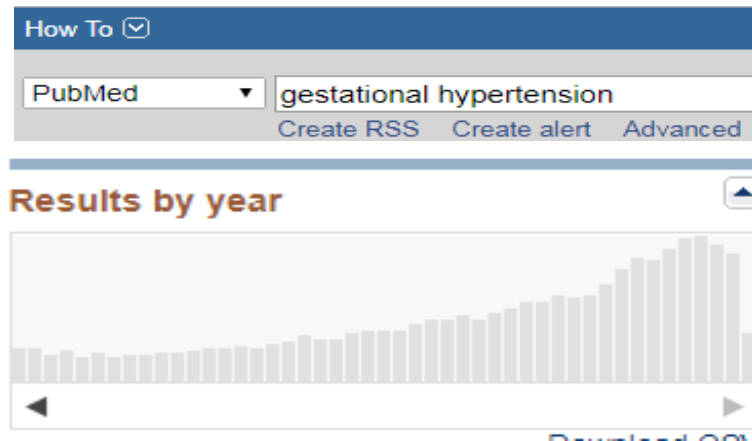 How To
PubMed gestational hypertension
Create RSS Create alert Advanced
Results by year